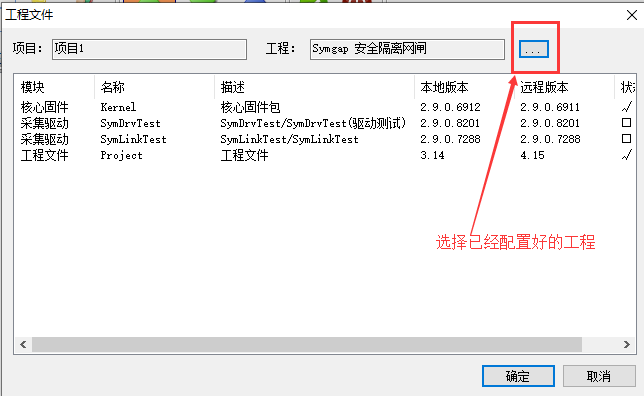 工程文件
项目： 项目1 工程： Symgap 安全隔离网闸 ...
模块 名称 描述 本地版本 远程版本
核心固件 Kernel 核心固件包 2.9.0.6912 2.9.0.6911
采集驱动 SymDrvTest SymDrvTest/SymDrvTest(驱动测试) 2.9.0.8201 2.9.0.8201
采集驱动 SymLinkTest SymLinkTest/SymLinkTest 2.9.0.7288 2.9.0.7288
工程文件 Project 工程文件 3.14 4.15
选择已经配置好的工程
确定 取消